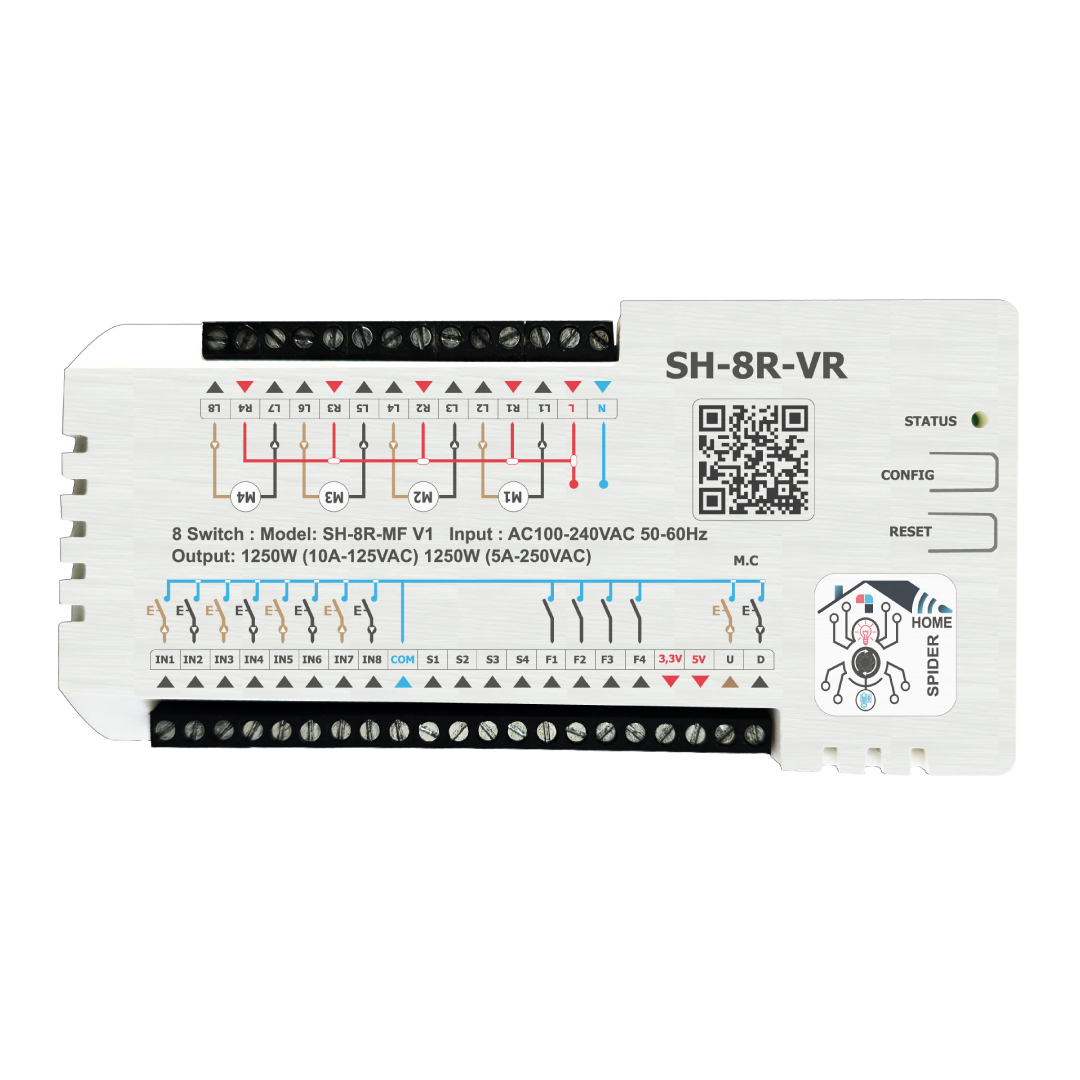 SH-8R-VR
L8 R4 L7 L6 R3 L5 L4 R2 L3 L2 R1 L1 L N
M4 M3 M2 M1
STATUS
CONFIG
RESET
8 Switch : Model: SH-8R-MF V1 Input : AC100-240VAC 50-60Hz
Output: 1250W (10A-125VAC) 1250W (5A-250VAC)
M.C
E E E E E E E E E E
IN1 IN2 IN3 IN4 IN5 IN6 IN7 IN8 COM S1 S2 S3 S4 F1 F2 F3 F4 3,3V 5V U D
HOME
SPIDER